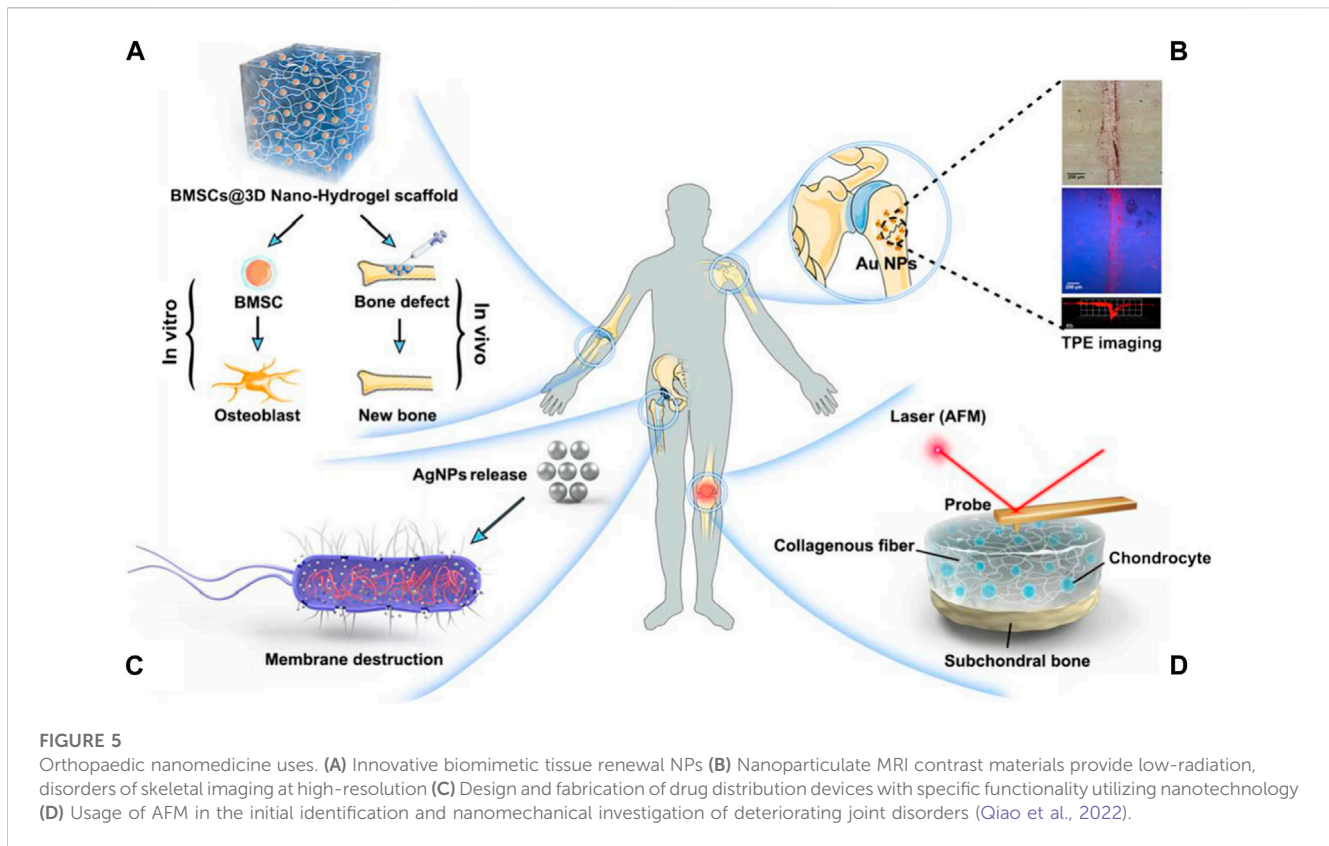 A
B
BMSCs@3D Nano-Hydrogel scaffold
BMSC
Bone defect
In vitro
In vivo
Osteoblast
New bone
Au NPs
250 μm
250 μm
TPE imaging
AgNPs release
Membrane destruction
C
Laser (AFM)
Probe
Collagenous fiber
Chondrocyte
Subchondral bone
D
FIGURE 5
Orthopaedic nanomedicine uses. (A) Innovative biomimetic tissue renewal NPs (B) Nanoparticulate MRI contrast materials provide low-radiation,
disorders of skeletal imaging at high-resolution (C) Design and fabrication of drug distribution devices with specific functionality utilizing nanotechnology
(D) Usage of AFM in the initial identification and nanomechanical investigation of deteriorating joint disorders (Qiao et al., 2022).